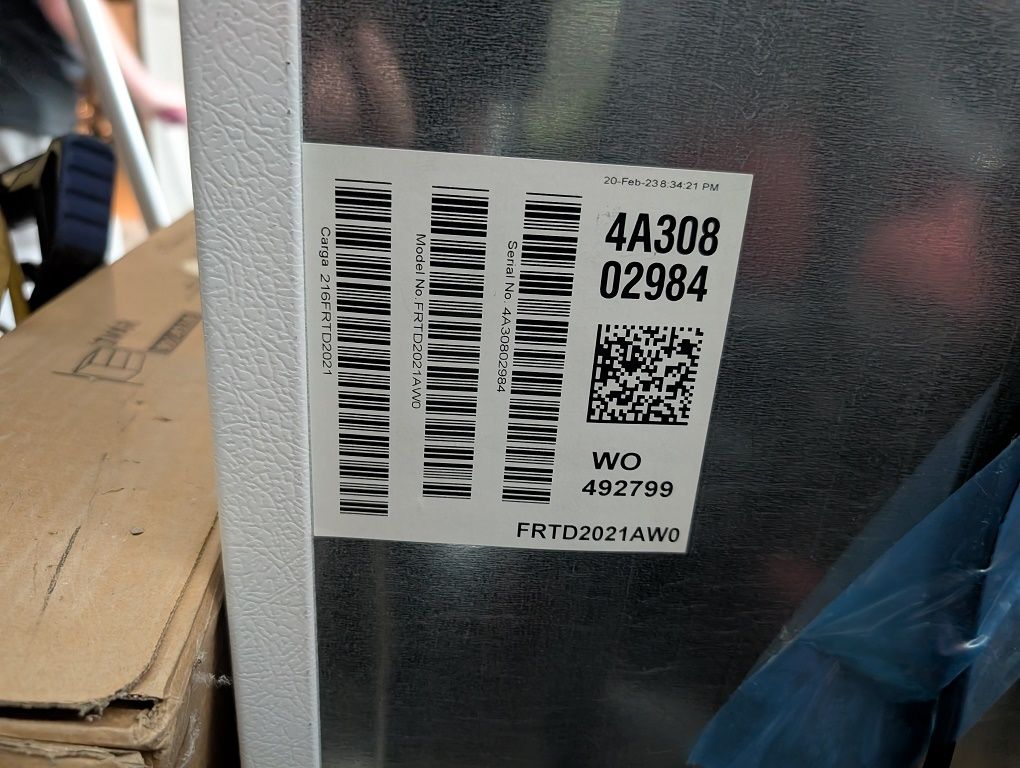 20-Feb-23 8:34:21 PM
4A308
02984
Carga 216FRTD2021
Model No.FRTD2021AW0
Serial No. 4A30802984
WO
492799
FRTD2021AW0